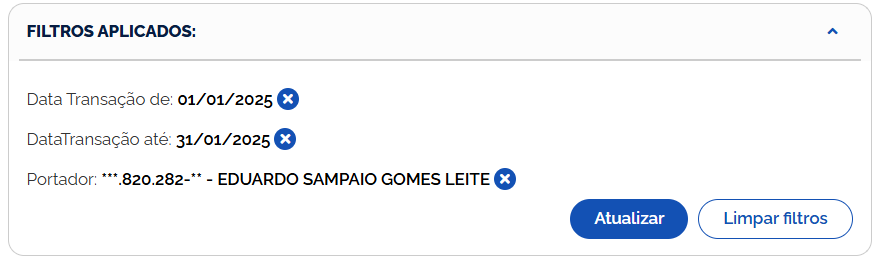 FILTROS APLICADOS:
Data Transação de: 01/01/2025
DataTransação até: 31/01/2025
Portador: ***.820.282-** - EDUARDO SAMPAIO GOMES LEITE
Atualizar Limpar filtros